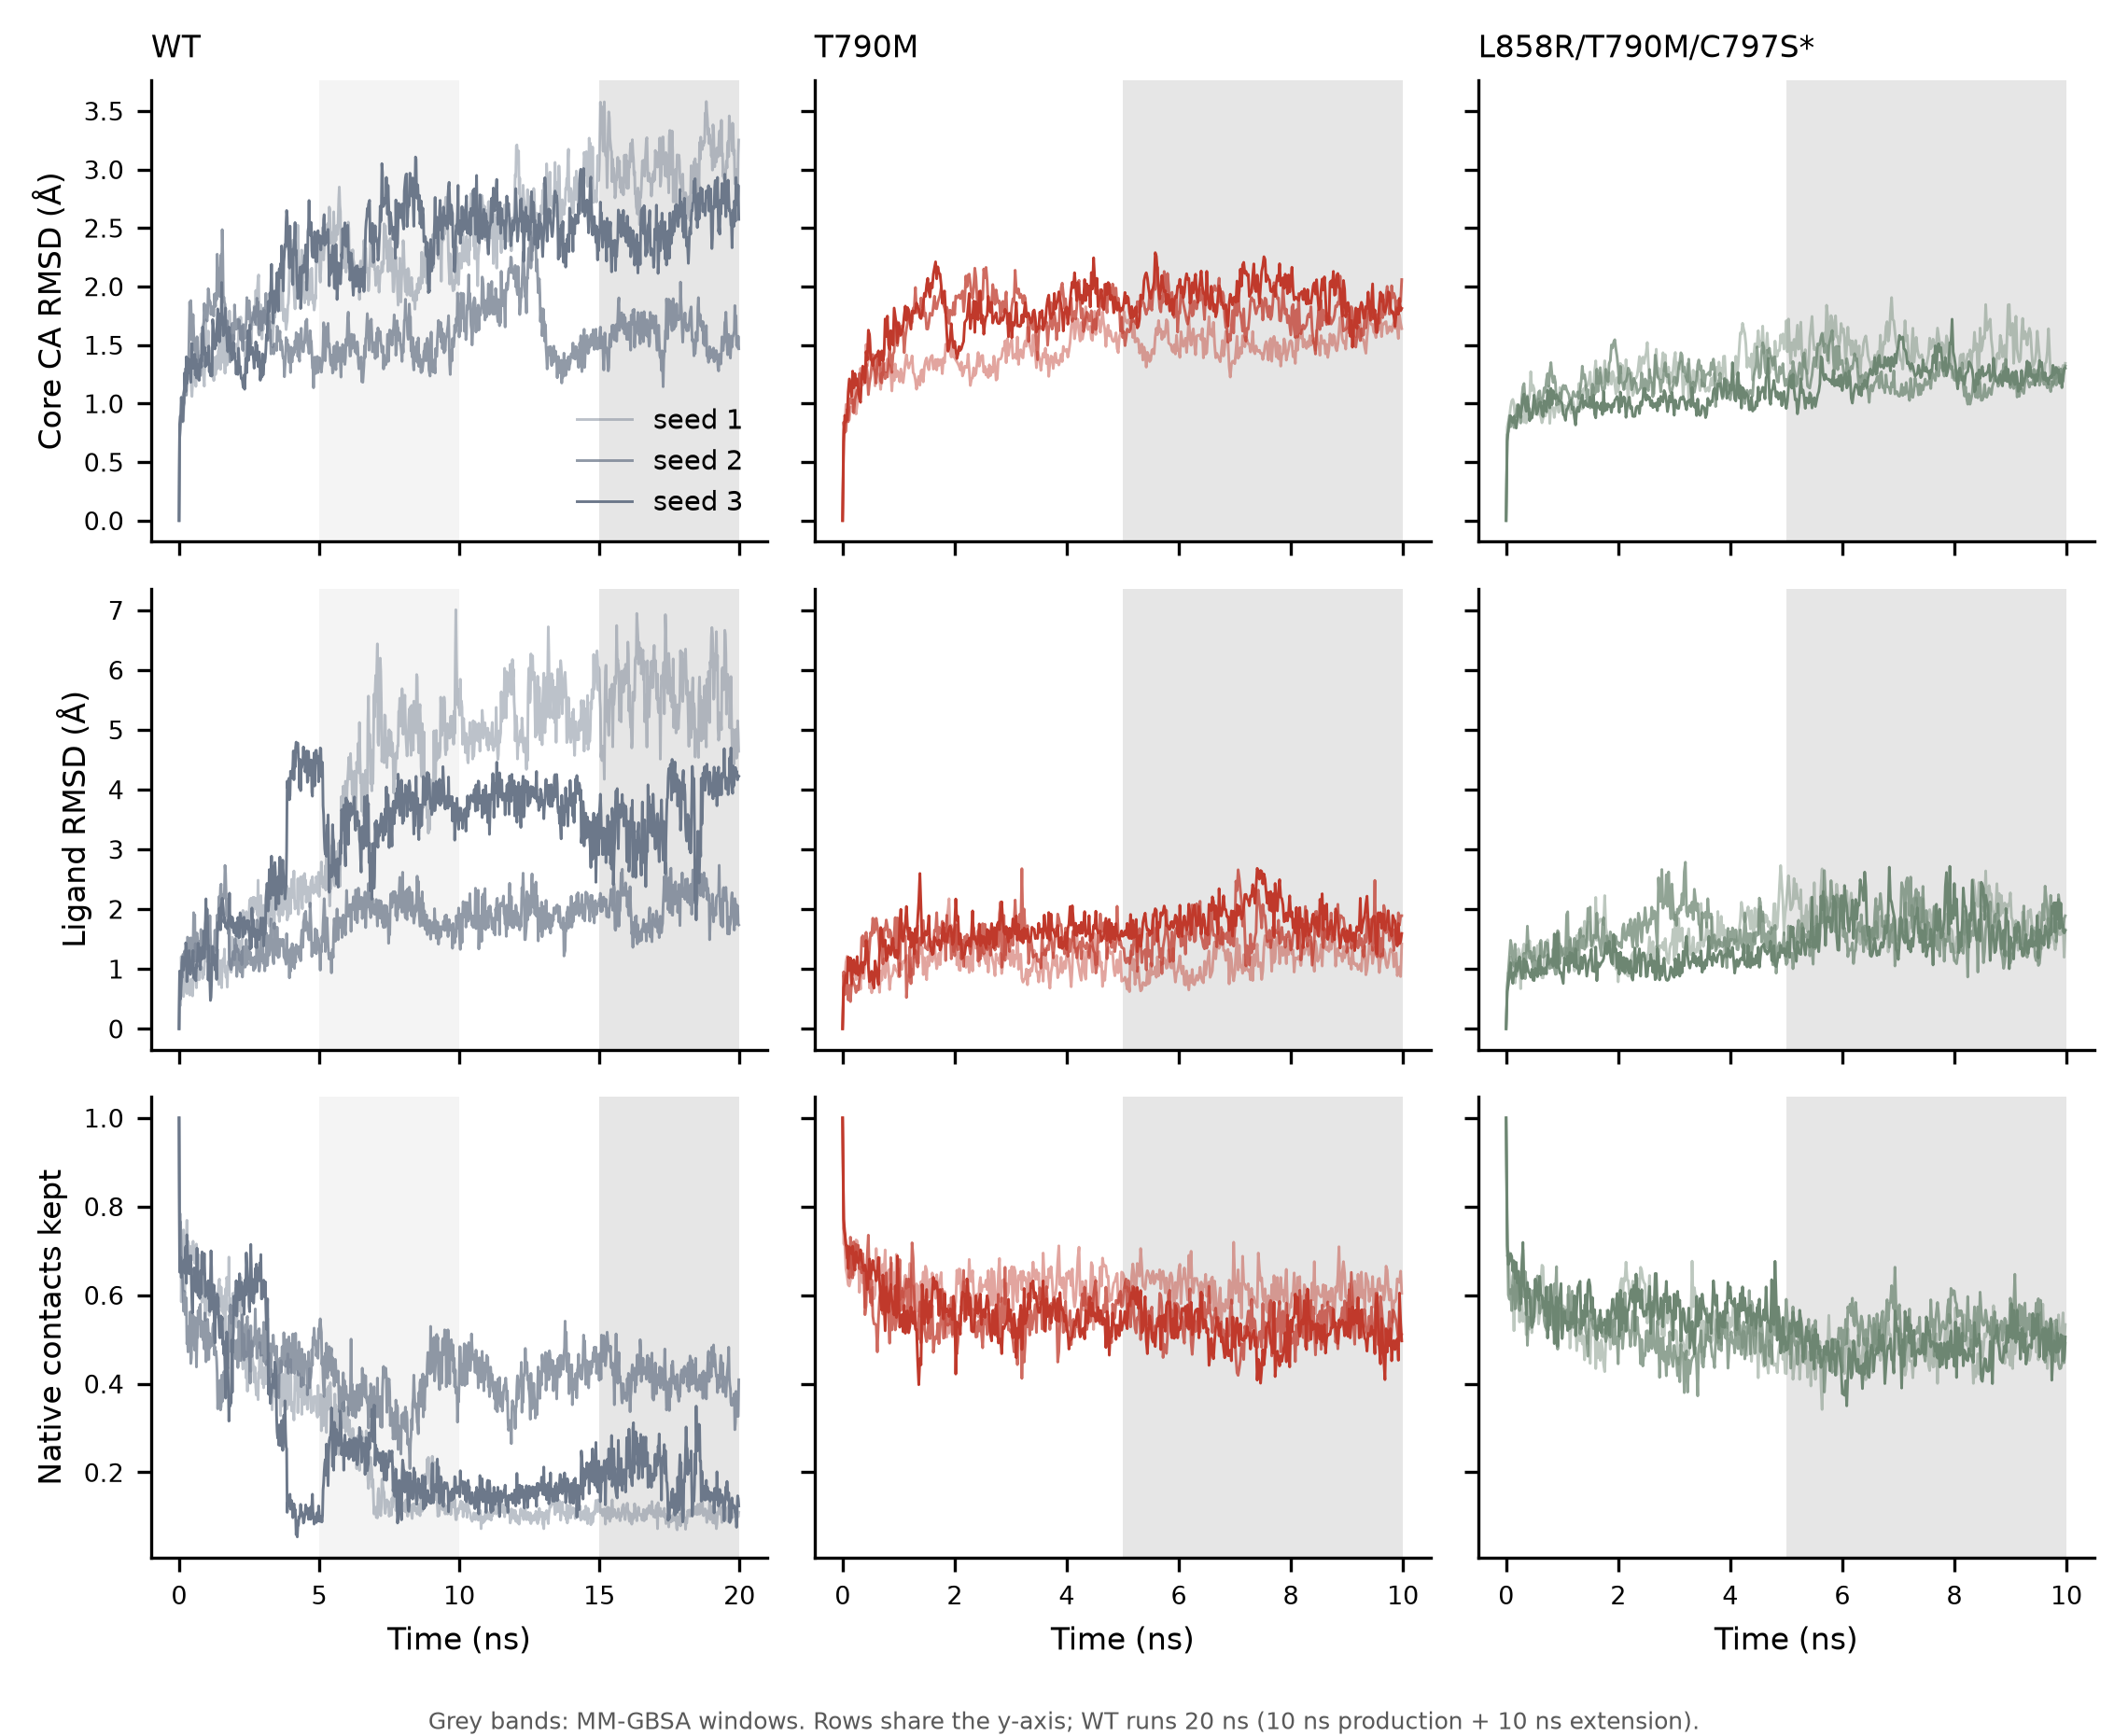 WT
T790M
L858R/T790M/C797S*
Core CA RMSD (Å)
3.5
3.0
2.5
2.0
1.5
1.0
0.5
0.0
seed 1
seed 2
seed 3
Ligand RMSD (Å)
7
6
5
4
3
2
1
0
Native contacts kept
1.0
0.8
0.6
0.4
0.2
0 5 10 15 20
0 2 4 6 8 10
0 2 4 6 8 10
Time (ns)
Time (ns)
Time (ns)
Grey bands: MM-GBSA windows. Rows share the y-axis; WT runs 20 ns (10 ns production + 10 ns extension).